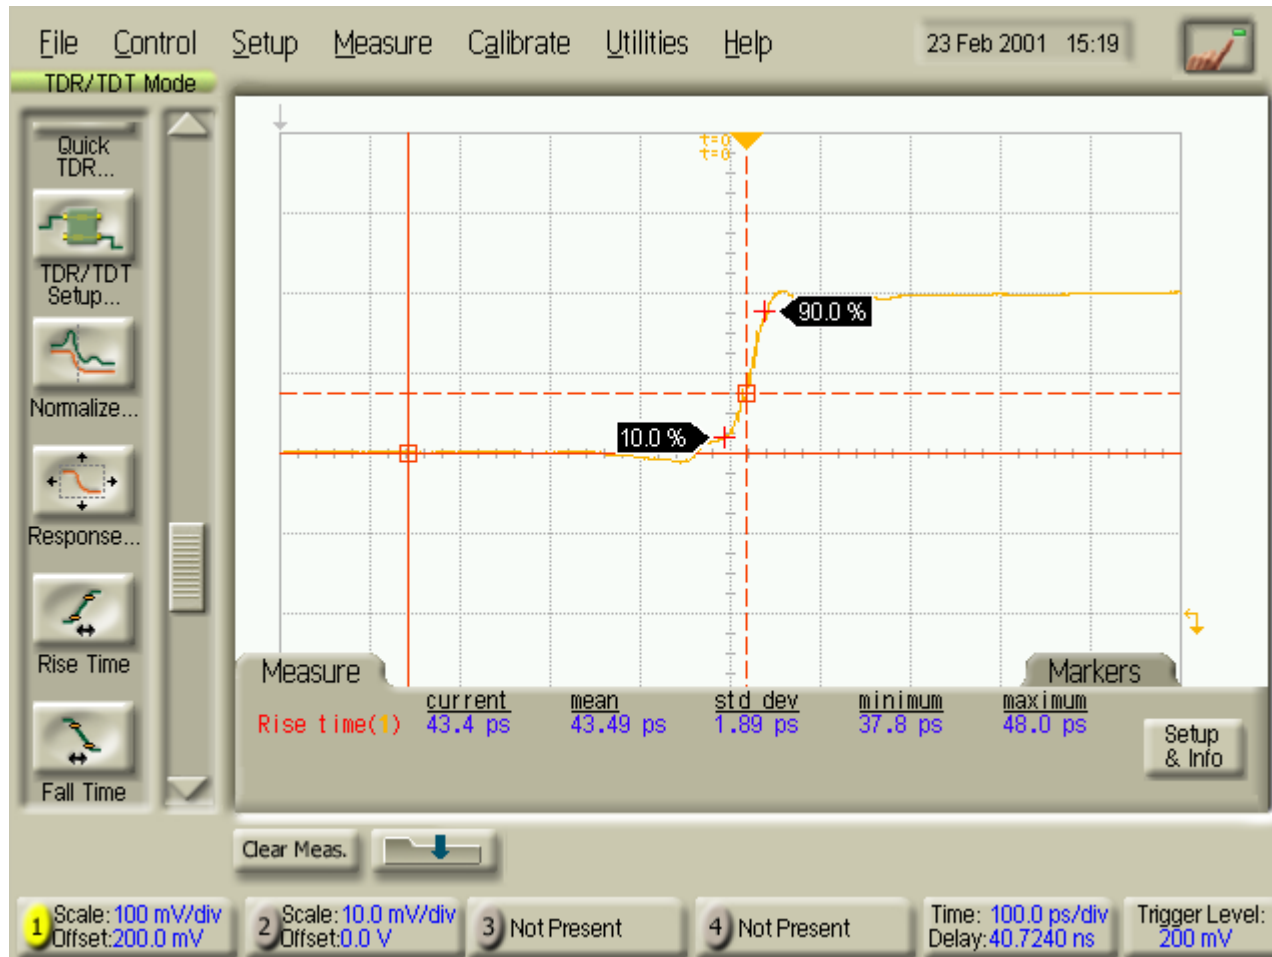 File Control Setup Measure Calibrate Utilities Help 23 Feb 2001 15:19
TDR/TDT Mode
Quick
TDR...
TDR/TDT
Setup...
Normalize...
Response...
Rise Time
Fall Time
t=0
t=0
90.0 %
10.0 %
Measure
Markers
current mean std dev minimum maximum
Rise time(1) 43.4 ps 43.49 ps 1.89 ps 37.8 ps 48.0 ps
Setup
& Info
Clear Meas.
1 Scale: 100 mV/div
Offset:200.0 mV
2 Scale: 10.0 mV/div
Offset:0.0 V
3 Not Present
4 Not Present
Time: 100.0 ps/div
Delay:40.7240 ns
Trigger Level:
200 mV